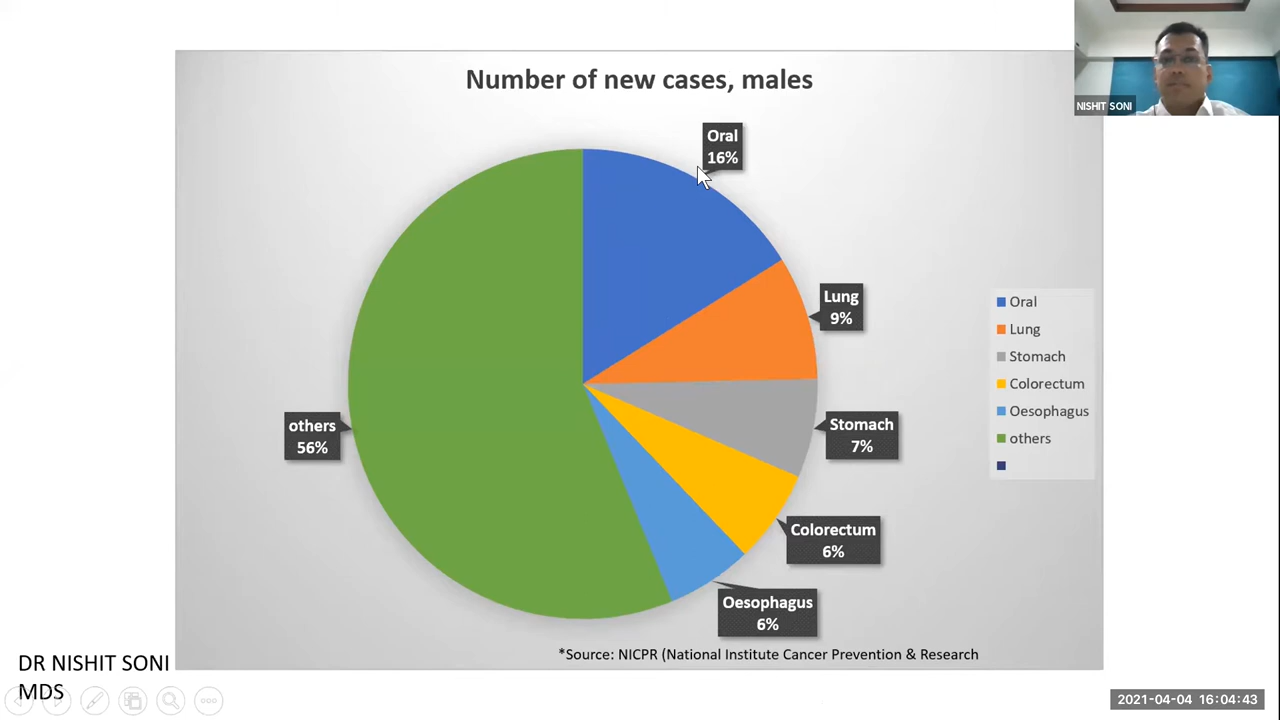 Number of new cases, males
NISHIT SONI
Oral
16%
Lung
9%
Stomach
7%
Colorectum
6%
Oesophagus
6%
others
56%
Oral
Lung
Stomach
Colorectum
Oesophagus
others
*Source: NICPR (National Institute Cancer Prevention & Research
DR NISHIT SONI
MDS
2021-04-04 16:04:43